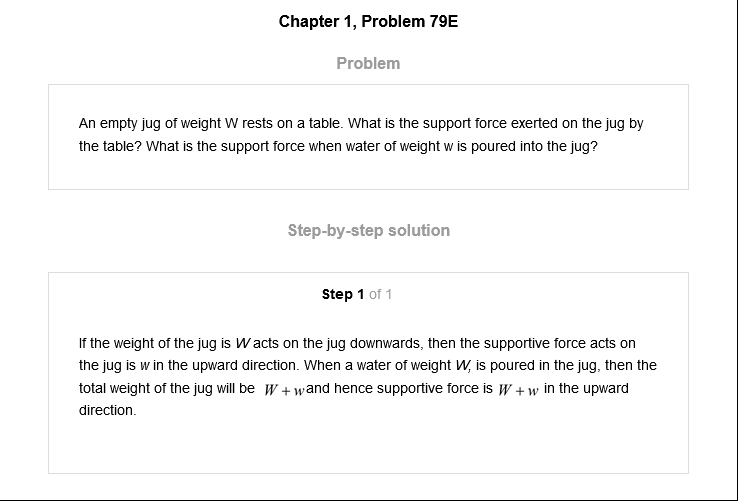 Chapter 1, Problem 79E
Problem
An empty jug of weight W rests on a table. What is the support force exerted on the jug by
the table? What is the support force when water of weight w is poured into the jug?
Step-by-step solution
Step 1 of 1
If the weight of the jug is W acts on the jug downwards, then the supportive force acts on
the jug is w in the upward direction. When a water of weight W, is poured in the jug, then the
total weight of the jug will be W + w and hence supportive force is W + w in the upward
direction.